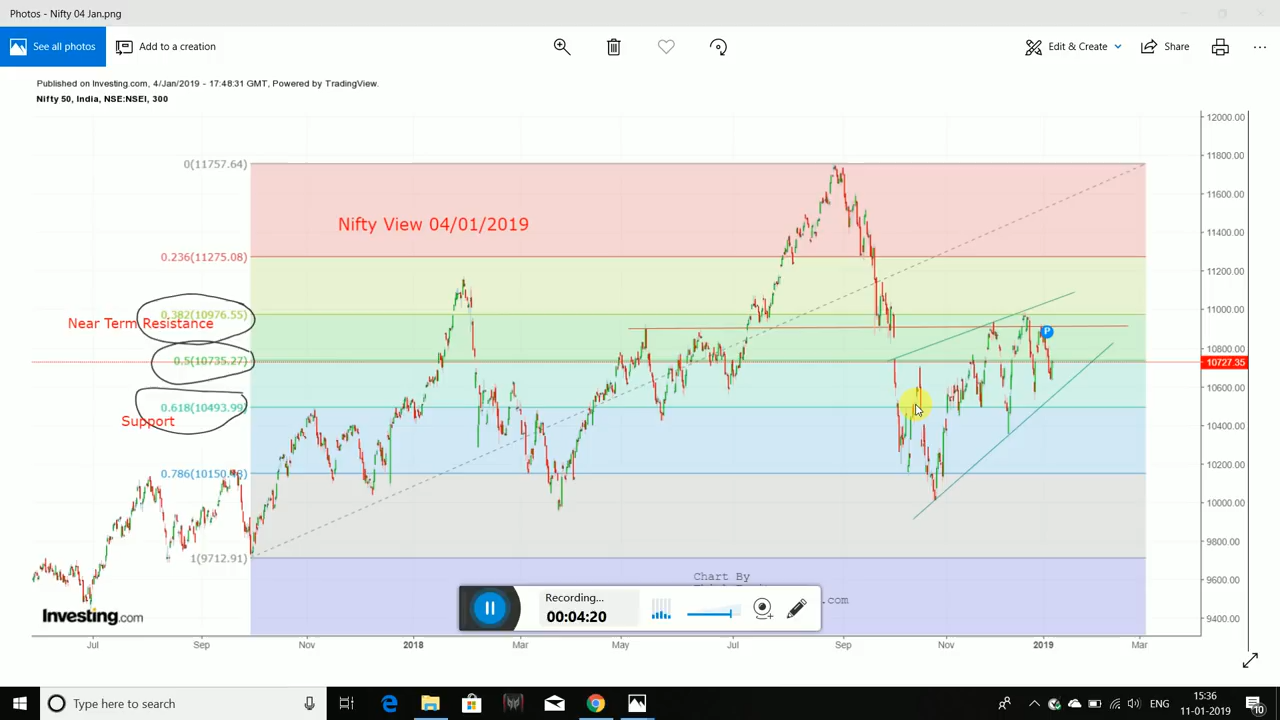 Photos - Nifty 04 Jan.png
See all photos
Add to a creation
Edit & Create
Share
Published on Investing.com, 4/Jan/2019 - 17:48:31 GMT, Powered by TradingView.
Nifty 50, India, NSE:NSEI, 300
12000.00
0(11757.64)
11800.00
11600.00
Nifty View 04/01/2019
11400.00
0.236(11275.08)
11200.00
11000.00
0.382(10976.55)
Near Term Resistance
P
10800.00
0.5(10735.27)
10727.35
10600.00
0.618(10493.99)
Support
10400.00
10200.00
0.786(10150.43)
10000.00
9800.00
1(9712.91)
Chart By
9600.00
Recording...
.com
00:04:20
Investing.com
9400.00
Jul
Sep
Nov
2018
Mar
May
Jul
Sep
Nov
2019
Mar
Type here to search
ENG
15:36
11-01-2019
10